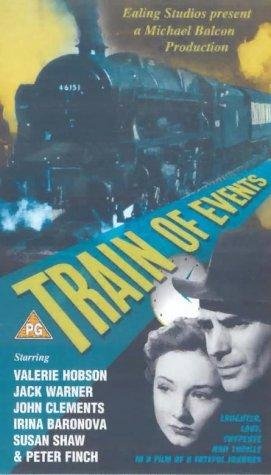 Ealing Studios present
a Michael Balcon
Production
46151
TRAIN OF EVENTS
PG
Starring
VALERIE HOBSON
JACK WARNER
JOHN CLEMENTS
IRINA BARONOVA
SUSAN SHAW
& PETER FINCH
LAUGHTER,
LOVE,
SUSPENSE
AND THRILLS
IN A FILM OF A FATEFUL JOURNEY